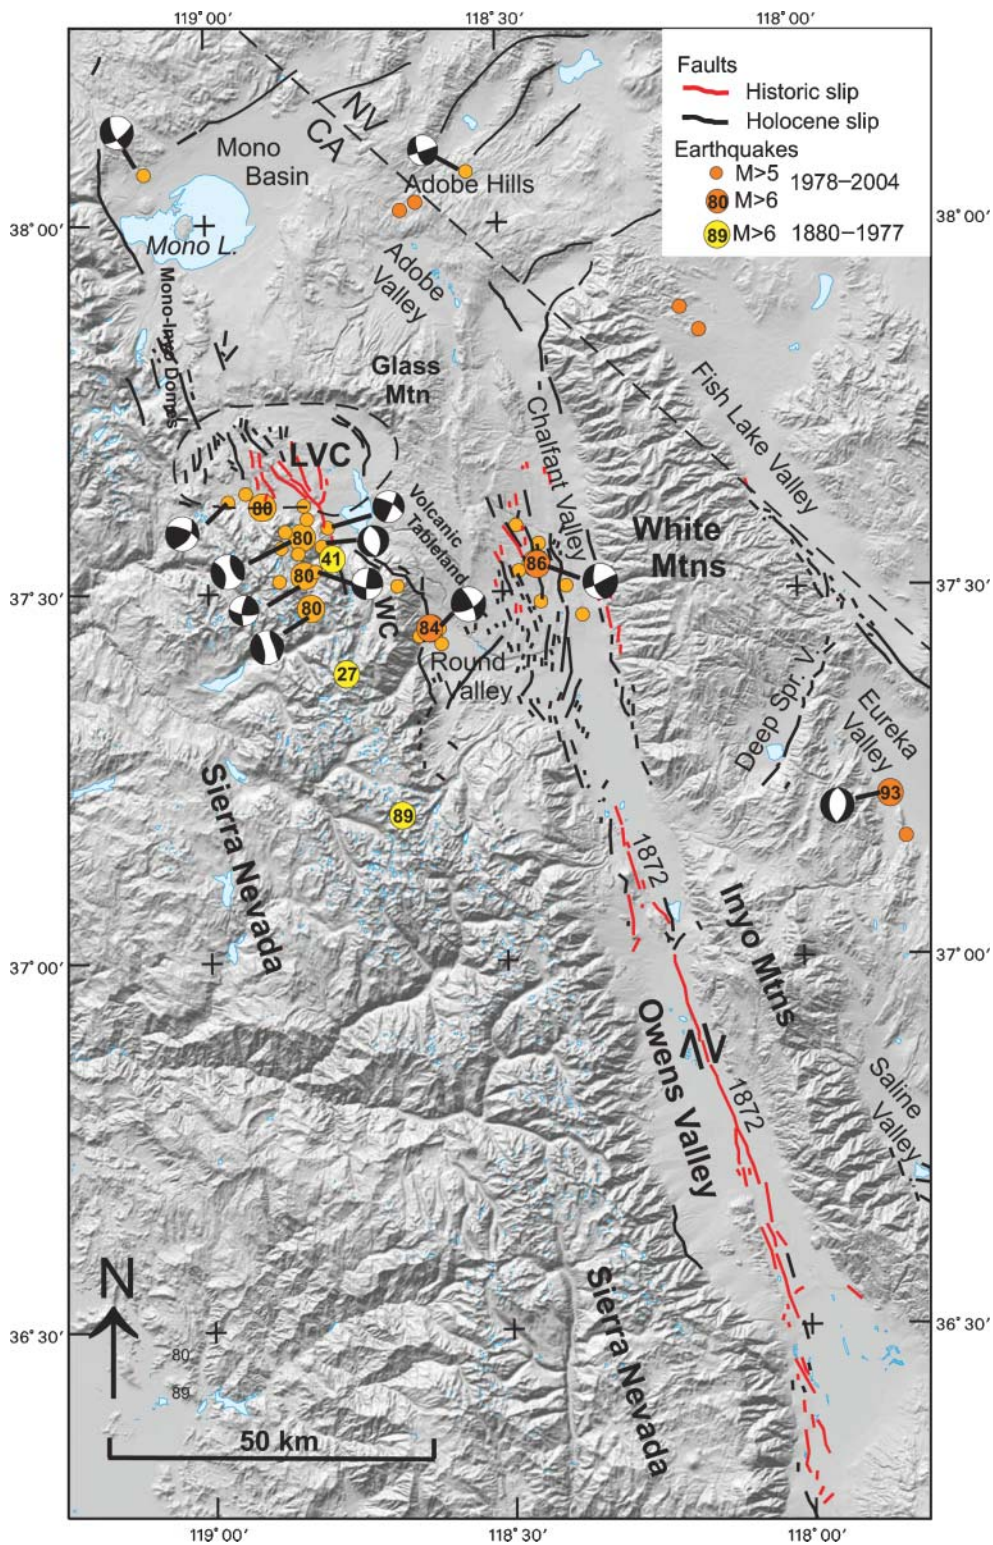 119° 00′
118° 30′
118° 00′
Faults
Historic slip
Holocene slip
Earthquakes
M>5
1978–2004
80 M>6
89 M>6 1880–1977
NV
CA
Mono
Basin
Adobe Hills
38° 00′
38° 00′
Mono L.
Adobe
Valley
Mono-Inyo Domes
Glass
Mtn
Fish Lake Valley
Chalfant Valley
LVC
Volcanic
Tableland
White
Mtns
80
80
41
86
80
37° 30′
37° 30′
80
WC
84
Round
Valley
27
Deep Spr. V.
Eureka
Valley
93
89
Sierra Nevada
1872
Inyo Mtns
37° 00′
37° 00′
Owens Valley
1872
Saline
Valley
N
Sierra Nevada
36° 30′
36° 30′
80
89
50 km
119° 00′
118° 30′
118° 00′